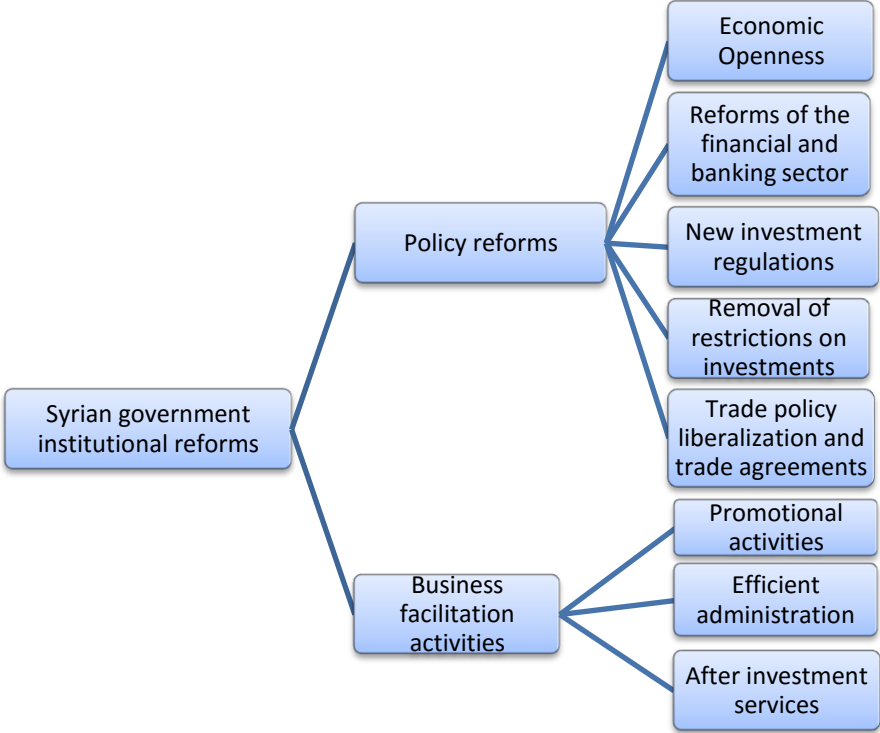 Syrian government
institutional reforms
Policy reforms
Economic
Openness
Reforms of the
financial and
banking sector
New investment
regulations
Removal of
restrictions on
investments
Trade policy
liberalization and
trade agreements
Business
facilitation
activities
Promotional
activities
Efficient
administration
After investment
services